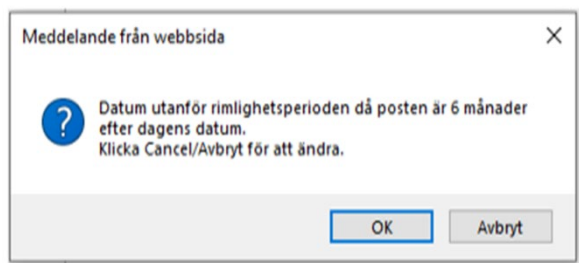 Meddelande från webbsida
Datum utanför rimlighetsperioden då posten är 6 månader
efter dagens datum.
Klicka Cancel/Avbryt för att ändra.
OK
Avbryt